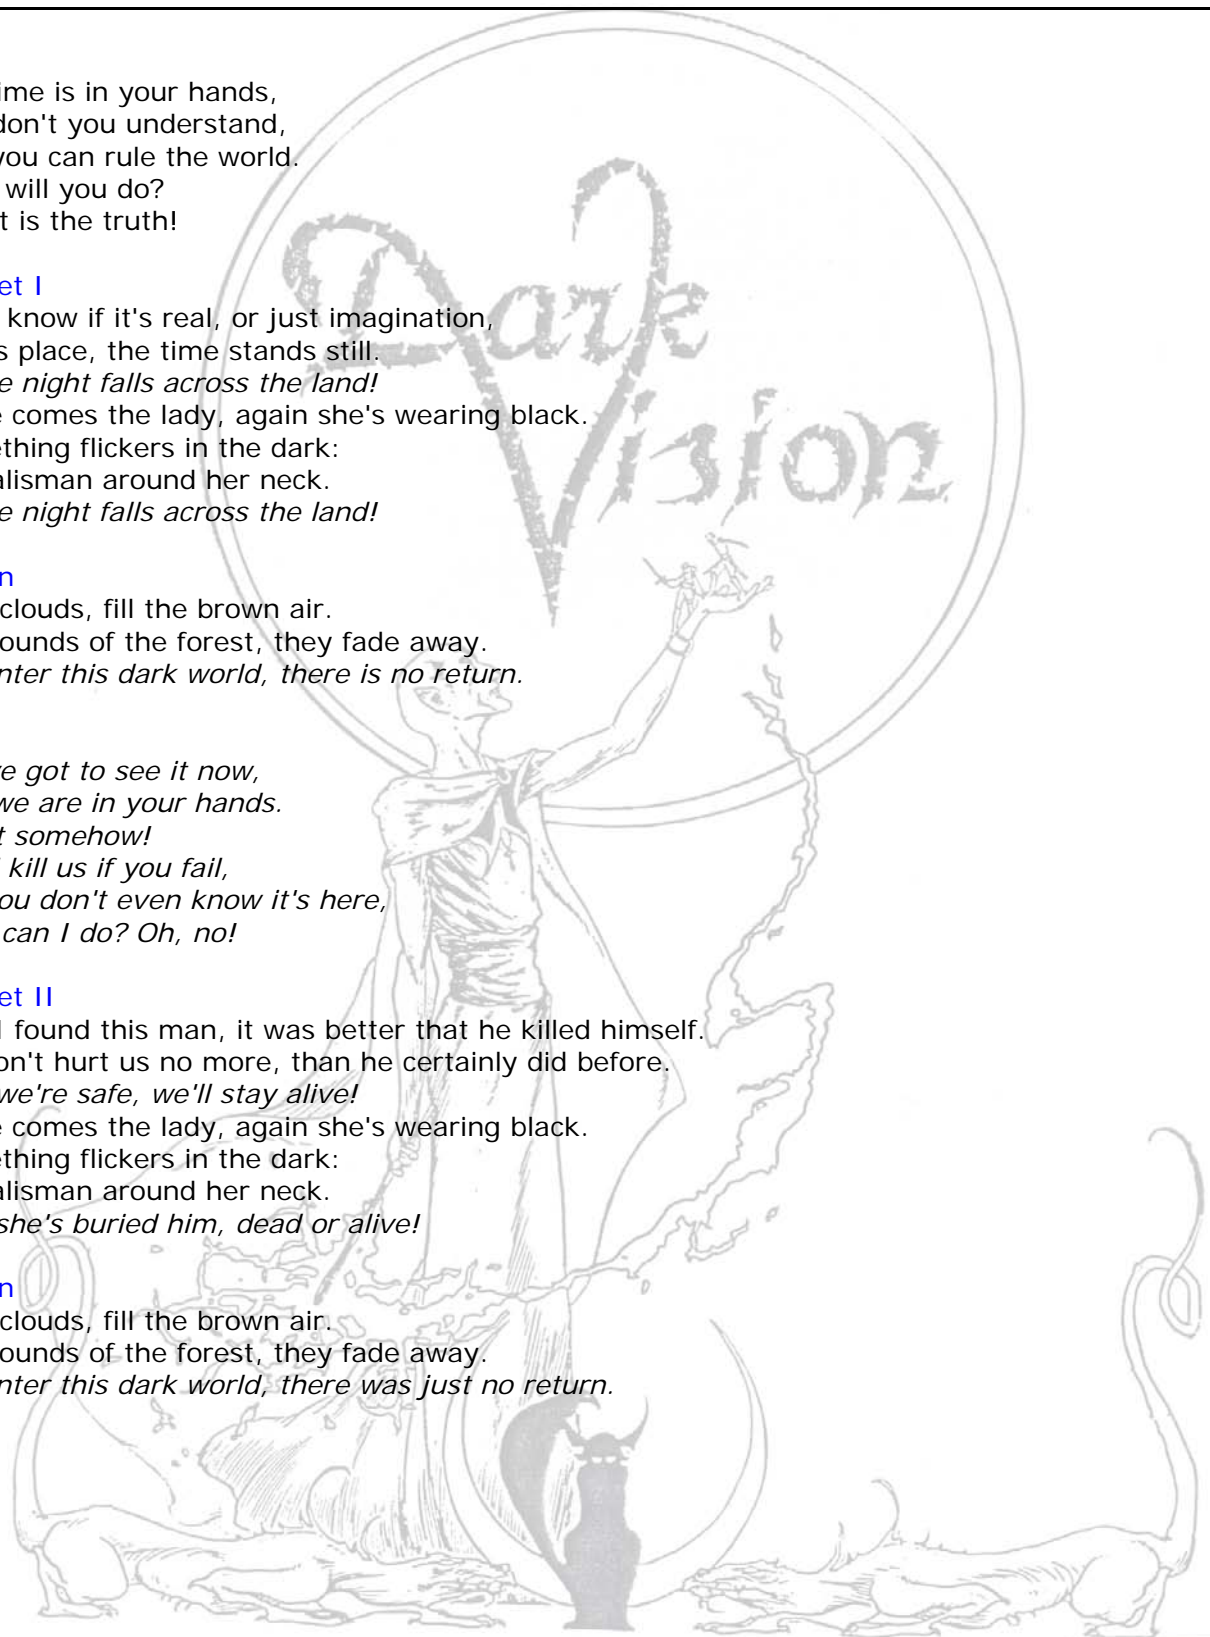 ime is in your hands,
don't you understand,
you can rule the world.
will you do?
t is the truth!
et I
know if it's real, or just imagination,
s place, the time stands still.
e night falls across the land!
e comes the lady, again she's wearing black.
ething flickers in the dark:
alisman around her neck.
e night falls across the land!
n
clouds, fill the brown air.
ounds of the forest, they fade away.
nter this dark world, there is no return.
e got to see it now,
we are in your hands.
t somehow!
kill us if you fail,
ou don't even know it's here,
can I do? Oh, no!
et II
I found this man, it was better that he killed himself.
on't hurt us no more, than he certainly did before.
we're safe, we'll stay alive!
e comes the lady, again she's wearing black.
ething flickers in the dark:
alisman around her neck.
she's buried him, dead or alive!
n
clouds, fill the brown air.
ounds of the forest, they fade away.
nter this dark world, there was just no return.
Dark
Vision